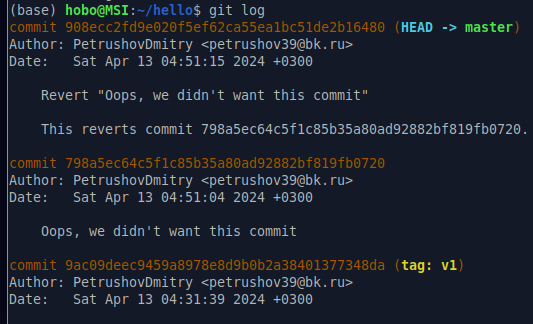 (base) hobo@MSI:~/hello$ git log
commit 908ecc2fd9e020f5ef62ca55ea1bc51de2b16480 (HEAD -> master)
Author: PetrushovDmitry <petrushov39@bk.ru>
Date:   Sat Apr 13 04:51:15 2024 +0300
    Revert "Oops, we didn't want this commit"
    This reverts commit 798a5ec64c5f1c85b35a80ad92882bf819fb0720.
commit 798a5ec64c5f1c85b35a80ad92882bf819fb0720
Author: PetrushovDmitry <petrushov39@bk.ru>
Date:   Sat Apr 13 04:51:04 2024 +0300
    Oops, we didn't want this commit
commit 9ac09deec9459a8978e8d9b0b2a38401377348da (tag: v1)
Author: PetrushovDmitry <petrushov39@bk.ru>
Date:   Sat Apr 13 04:31:39 2024 +0300